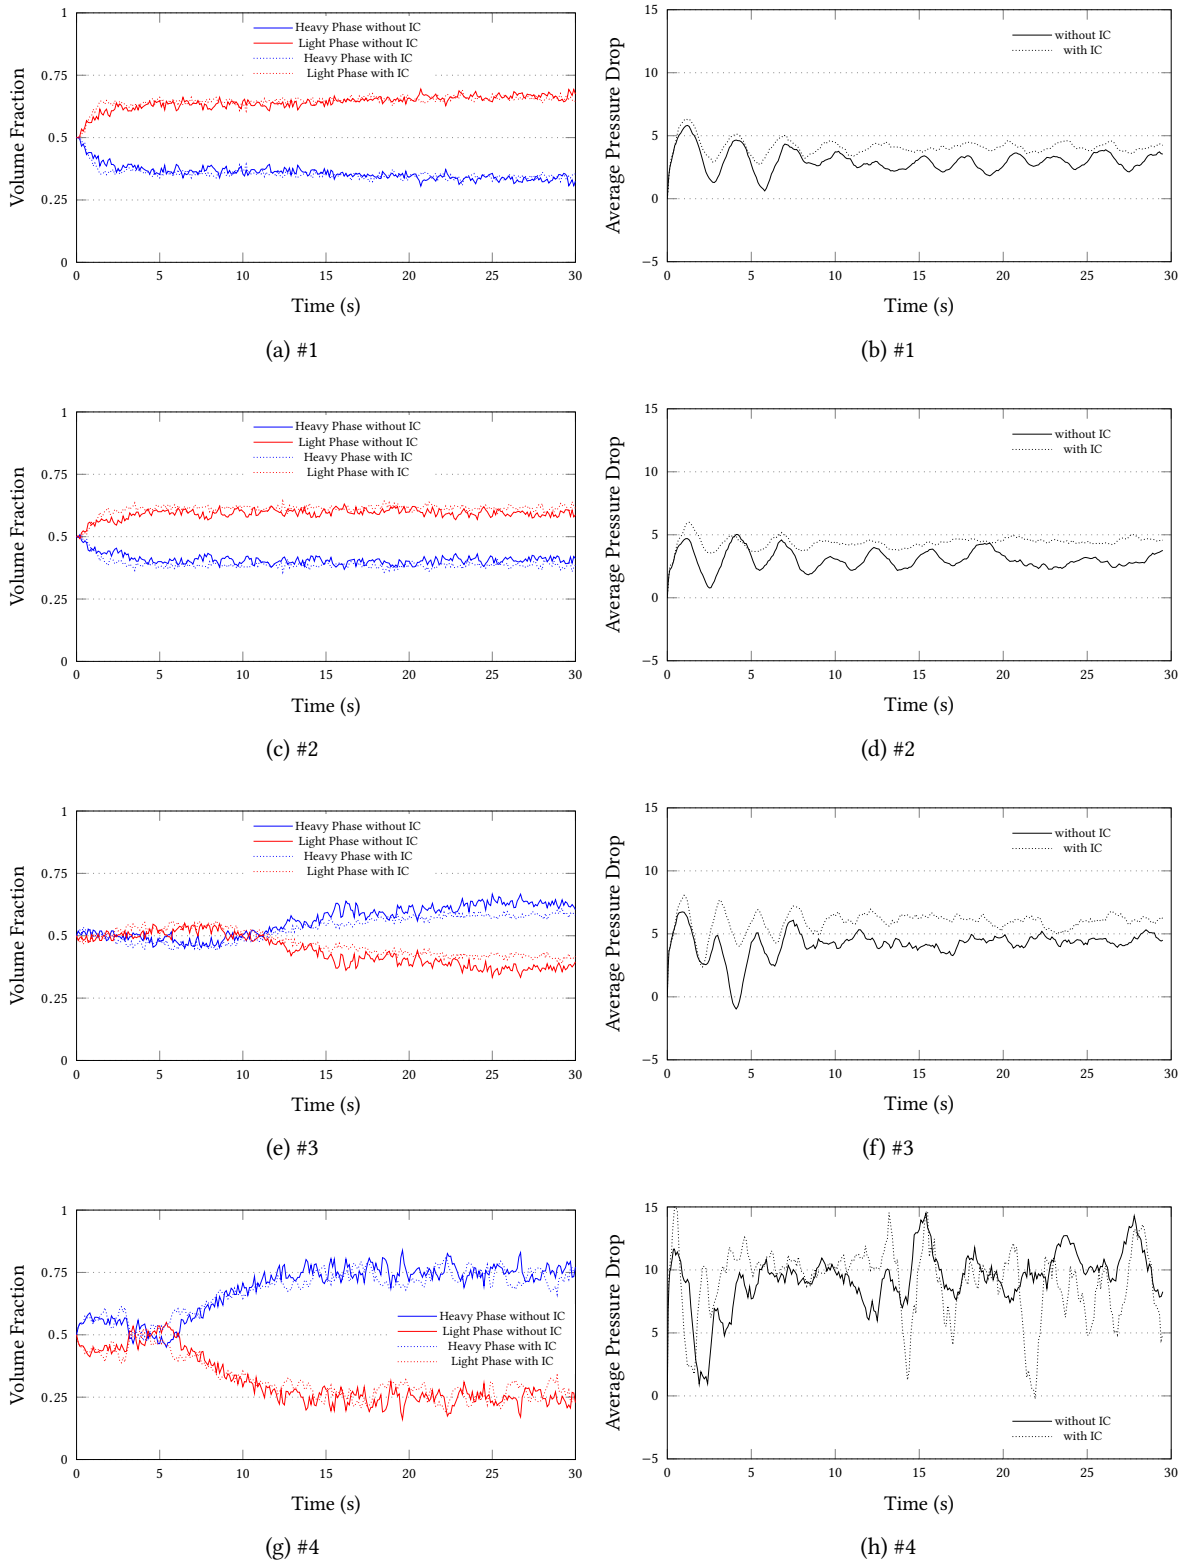 1
0.75
0.5
0.25
0
0
5
10
15
20
25
30
Volume Fraction
Time (s)
Heavy Phase without IC
Light Phase without IC
Heavy Phase with IC
Light Phase with IC
(a) #1
15
10
5
0
−5
0
5
10
15
20
25
30
Average Pressure Drop
Time (s)
without IC
with IC
(b) #1
1
0.75
0.5
0.25
0
0
5
10
15
20
25
30
Volume Fraction
Time (s)
Heavy Phase without IC
Light Phase without IC
Heavy Phase with IC
Light Phase with IC
(c) #2
15
10
5
0
−5
0
5
10
15
20
25
30
Average Pressure Drop
Time (s)
without IC
with IC
(d) #2
1
0.75
0.5
0.25
0
0
5
10
15
20
25
30
Volume Fraction
Time (s)
Heavy Phase without IC
Light Phase without IC
Heavy Phase with IC
Light Phase with IC
(e) #3
15
10
5
0
−5
0
5
10
15
20
25
30
Average Pressure Drop
Time (s)
without IC
with IC
(f) #3
1
0.75
0.5
0.25
0
0
5
10
15
20
25
30
Volume Fraction
Time (s)
Heavy Phase without IC
Light Phase without IC
Heavy Phase with IC
Light Phase with IC
(g) #4
15
10
5
0
−5
0
5
10
15
20
25
30
Average Pressure Drop
Time (s)
without IC
with IC
(h) #4